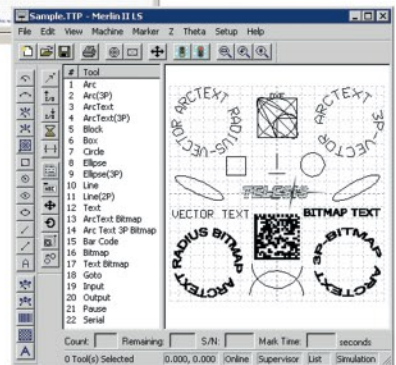 Sample.TTP - Merlin II LS
File Edit View Machine Marker Z Theta Setup Help
# Tool
1 Arc
2 Arc(3P)
3 ArcText
4 ArcText(3P)
5 Block
6 Box
7 Circle
8 Ellipse
9 Ellipse(3P)
10 Line
11 Line(2P)
12 Text
13 ArcText Bitmap
14 Arc Text 3P Bitmap
15 Bar Code
16 Bitmap
17 Text Bitmap
18 Goto
19 Input
20 Output
21 Pause
22 Serial
ARCTEXT RADIUS-VECTOR
ARCTEXT 3P-VECTOR
TELESIS
VECTOR TEXT
BITMAP TEXT
RADIUS BITMAP ARCTEXT
3P-BITMAP ARCTEXT
Count: Remaining: S/N: Mark Time: seconds
0 Tool(s) Selected 0.000, 0.000 Online Supervisor List Simulation